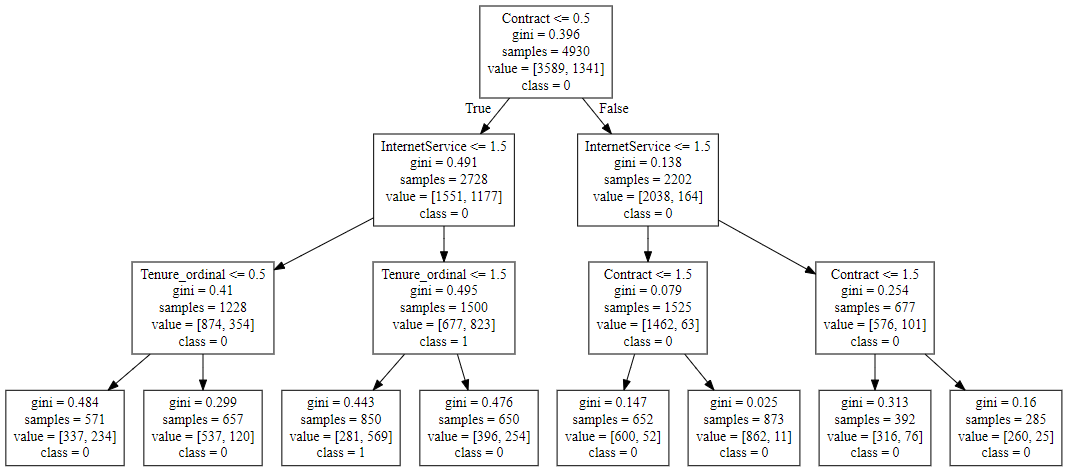 Contract <= 0.5
gini = 0.396
samples = 4930
value = [3589, 1341]
class = 0
True
False
InternetService <= 1.5
gini = 0.491
samples = 2728
value = [1551, 1177]
class = 0
InternetService <= 1.5
gini = 0.138
samples = 2202
value = [2038, 164]
class = 0
Tenure_ordinal <= 0.5
gini = 0.41
samples = 1228
value = [874, 354]
class = 0
Tenure_ordinal <= 1.5
gini = 0.495
samples = 1500
value = [677, 823]
class = 1
Contract <= 1.5
gini = 0.079
samples = 1525
value = [1462, 63]
class = 0
Contract <= 1.5
gini = 0.254
samples = 677
value = [576, 101]
class = 0
gini = 0.484
samples = 571
value = [337, 234]
class = 0
gini = 0.299
samples = 657
value = [537, 120]
class = 0
gini = 0.443
samples = 850
value = [281, 569]
class = 1
gini = 0.476
samples = 650
value = [396, 254]
class = 0
gini = 0.147
samples = 652
value = [600, 52]
class = 0
gini = 0.025
samples = 873
value = [862, 11]
class = 0
gini = 0.313
samples = 392
value = [316, 76]
class = 0
gini = 0.16
samples = 285
value = [260, 25]
class = 0